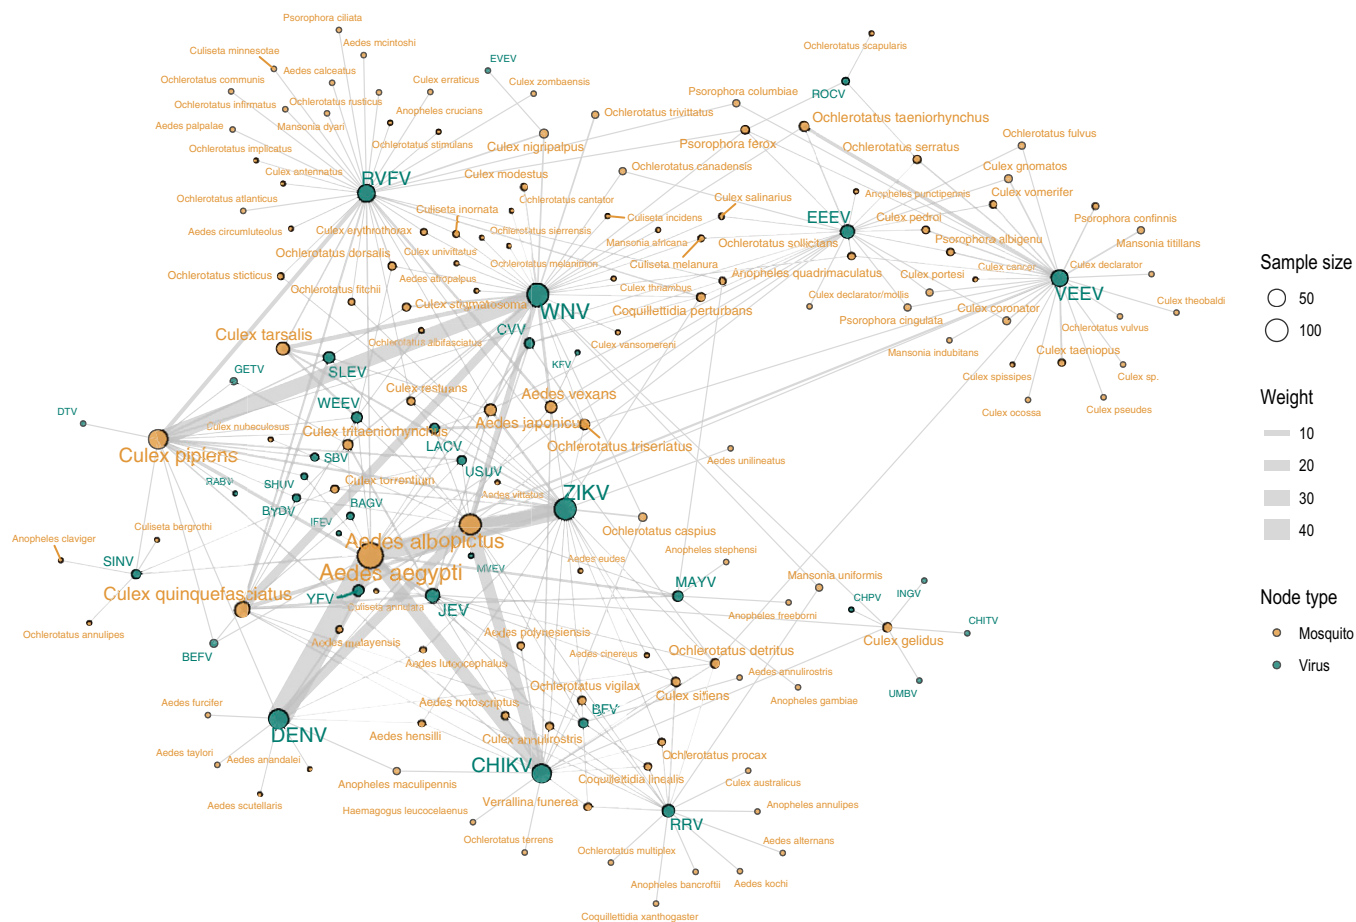 Psorophora ciliata
Aedes mcintoshi
Ochlerotatus scapularis
Culiseta minnesotae
EVEV
Aedes calceatus
Ochlerotatus communis
Culex erraticus
Culex zombaensis
ROCV
Psorophora columbiae
Ochlerotatus infirmatus
Ochlerotatus rusticus
Anopheles crucians
Ochlerotatus trivittatus
Ochlerotatus taeniorhynchus
Aedes palpalae
Mansonia dyari
Ochlerotatus stimulans
Culex nigripalpus
Psorophora ferox
Ochlerotatus fulvus
Ochlerotatus serratus
Ochlerotatus implicatus
Culex antennatus
RVFV
Culex modestus
Ochlerotatus canadensis
Culex gnomatos
Ochlerotatus atlanticus
Culiseta inornata
Ochlerotatus cantator
Culex salinarius
Anopheles punctipennis
Culex vomerifer
Culiseta incidens
EEEV
Culex pedroi
Psorophora confinnis
Aedes circumluteolus
Culex erythrothorax
Ochlerotatus sierrensis
Mansonia africana
Ochlerotatus sollicitans
Psorophora albigenu
Mansonia titillans
Ochlerotatus dorsalis
Culex univittatus
Ochlerotatus melanimon
Culiseta melanura
Culex cancer
Culex declarator
Ochlerotatus sticticus
Aedes atropalpus
Anopheles quadrimaculatus
Culex portesi
Ochlerotatus fitchii
Culex thriambus
VEEV
Culex theobaldi
Culex stigmatosoma
WNV
Coquillettidia perturbans
Culex declarator/mollis
Culex coronator
Psorophora cingulata
Ochlerotatus vulvus
Culex tarsalis
CVV
Culex vansomereni
Ochlerotatus albifasciatus
Mansonia indubitans
Culex taeniopus
GETV
SLEV
KFV
Culex spissipes
Culex sp.
Culex restuans
Aedes vexans
Culex ocossa
Culex pseudes
DTV
WEEV
Aedes japonicus
Culex nubeculosus
Culex tritaeniorhynchus
Ochlerotatus triseriatus
Culex pipiens
SBV
LACV
Aedes unilineatus
RABV
SHUV
Culex torrentium
USUV
Aedes vittatus
ZIKV
BYDV
BAGV
IFEV
Culiseta bergrothi
Ochlerotatus caspius
Anopheles claviger
Aedes albopictus
Anopheles stephensi
SINV
Aedes aegypti
MVEV
Aedes eudes
MAYV
Mansonia uniformis
INGV
Culex quinquefasciatus
YFV
Culiseta annulata
JEV
Anopheles freeborni
CHPV
CHITV
Ochlerotatus annulipes
Culex gelidus
BEFV
Aedes malayensis
Aedes polynesiensis
Aedes cinereus
Ochlerotatus detritus
Aedes luteocephalus
Aedes annulirostris
UMBV
Aedes furcifer
Aedes notoscriptus
Ochlerotatus vigilax
Culex sitiens
Anopheles gambiae
BFV
DENV
Aedes hensilli
Culex annulirostris
Aedes taylori
Aedes anandalei
Ochlerotatus procax
CHIKV
Anopheles maculipennis
Coquillettidia linealis
Culex australicus
Aedes scutellaris
Haemagogus leucocelaenus
Verrallina funerea
Anopheles annulipes
RRV
Ochlerotatus terrens
Ochlerotatus multiplex
Aedes alternans
Anopheles bancroftii
Aedes kochi
Coquillettidia xanthogaster
Sample size
50
100
Weight
10
20
30
40
Node type
Mosquito
Virus